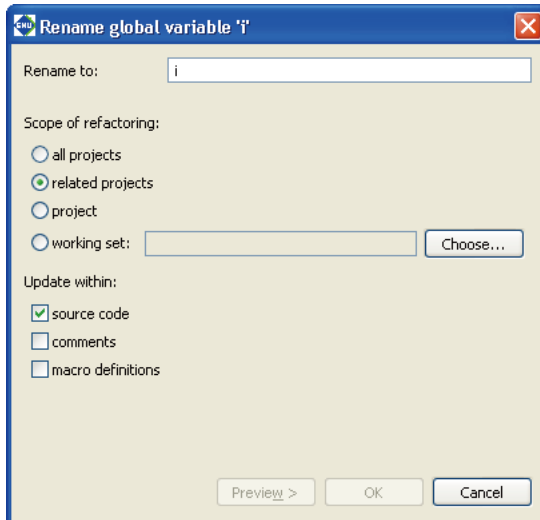 GNU Rename global variable 'i'
Rename to: i
Scope of refactoring:
all projects
related projects
project
working set: Choose...
Update within:
source code
comments
macro definitions
Preview > OK Cancel